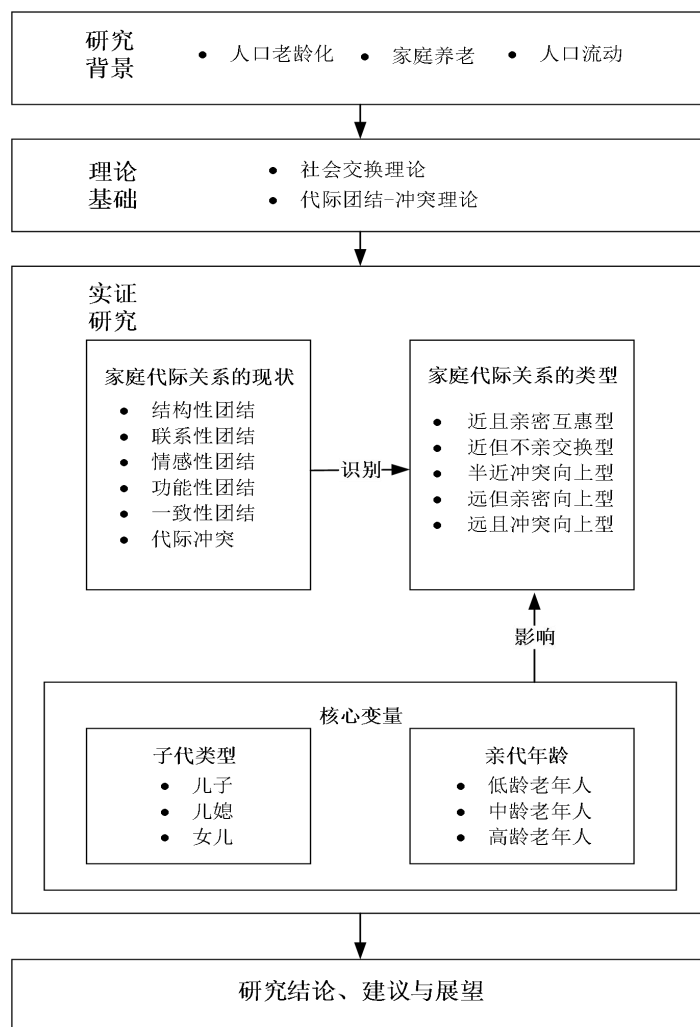 研究
背景
● 人口老龄化 ● 家庭养老 ● 人口流动
理论
基础
● 社会交换理论
● 代际团结-冲突理论
实证
研究
家庭代际关系的现状
● 结构性团结
● 联系性团结
● 情感性团结
● 功能性团结
● 一致性团结
● 代际冲突
识别
家庭代际关系的类型
● 近且亲密互惠型
● 近但不亲交换型
● 半近冲突向上型
● 远但亲密向上型
● 远且冲突向上型
影响
核心变量
子代类型
● 儿子
● 儿媳
● 女儿
亲代年龄
● 低龄老年人
● 中龄老年人
● 高龄老年人
研究结论、建议与展望